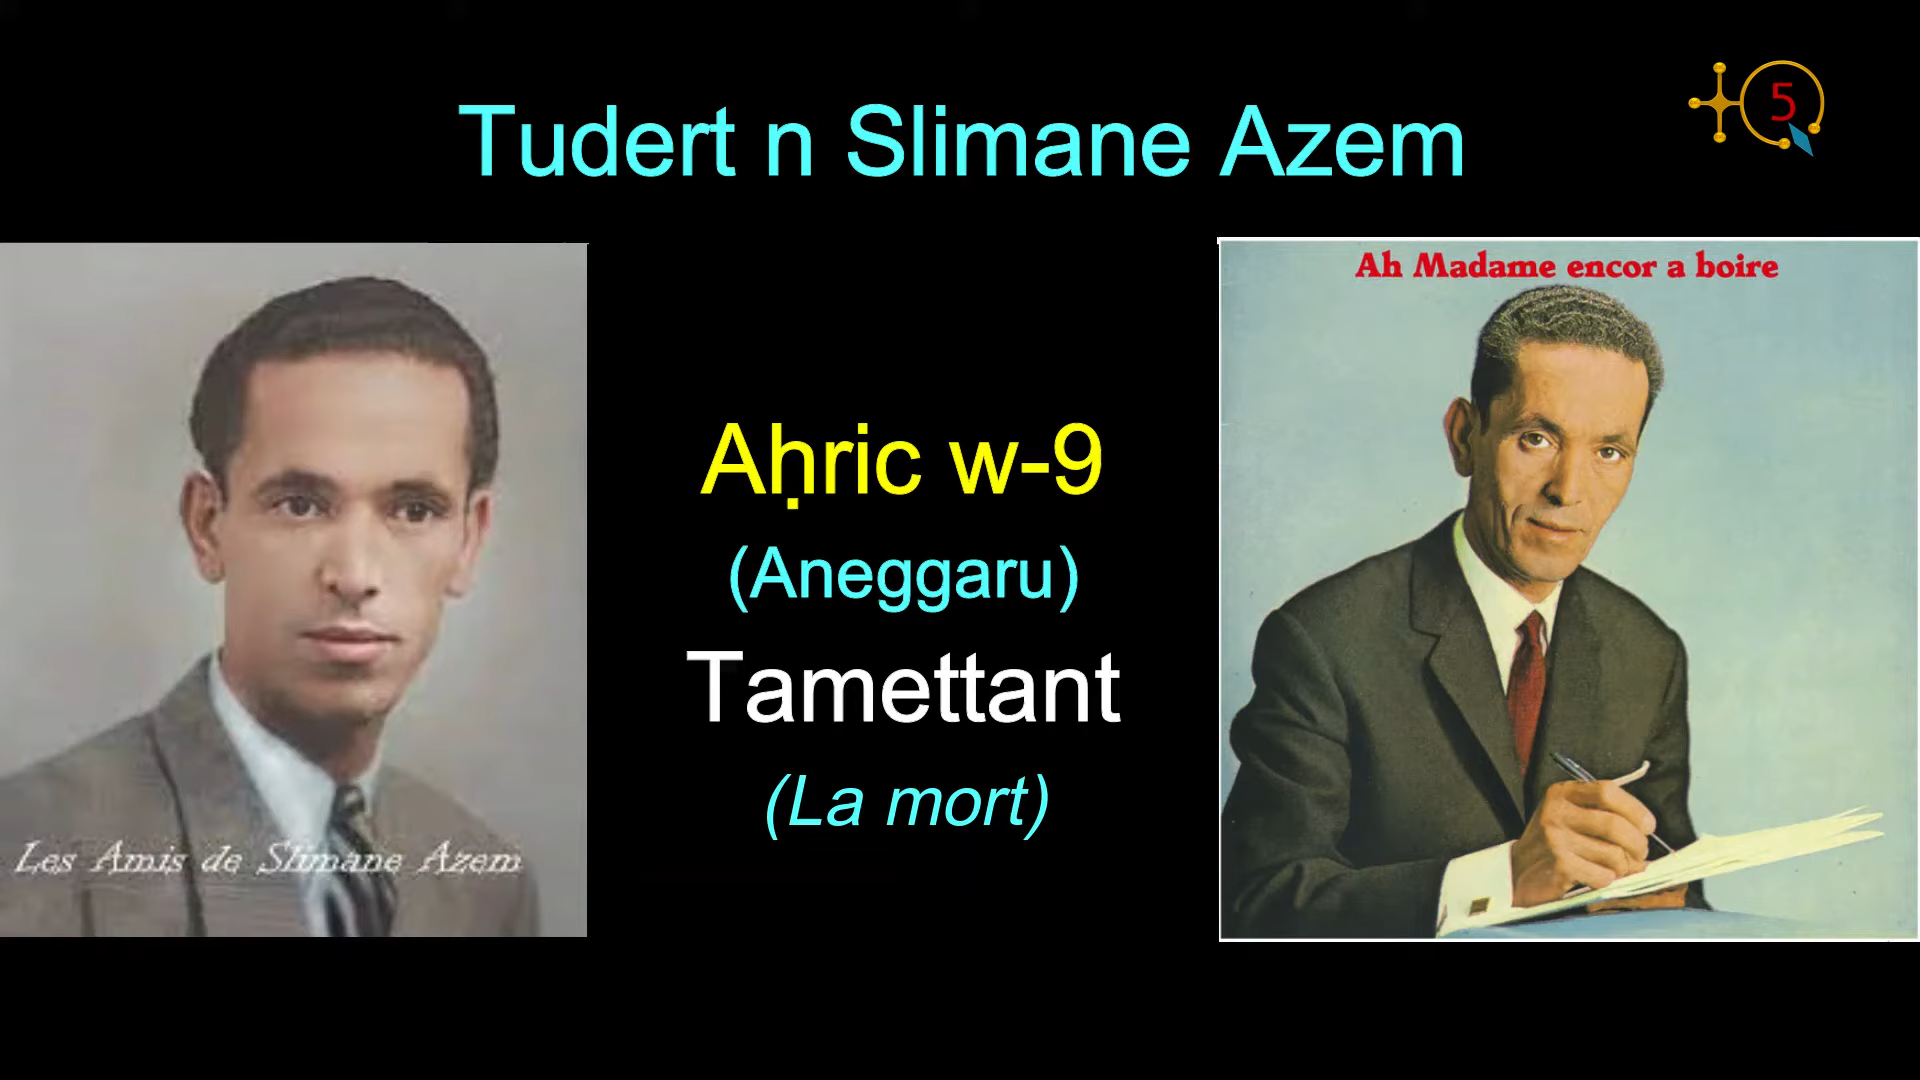 Tudert n Slimane Azem
5
Ah Madame encor a boire
Aḥric w-9
(Aneggaru)
Tamettant
(La mort)
Les Amis de Slimane Azem